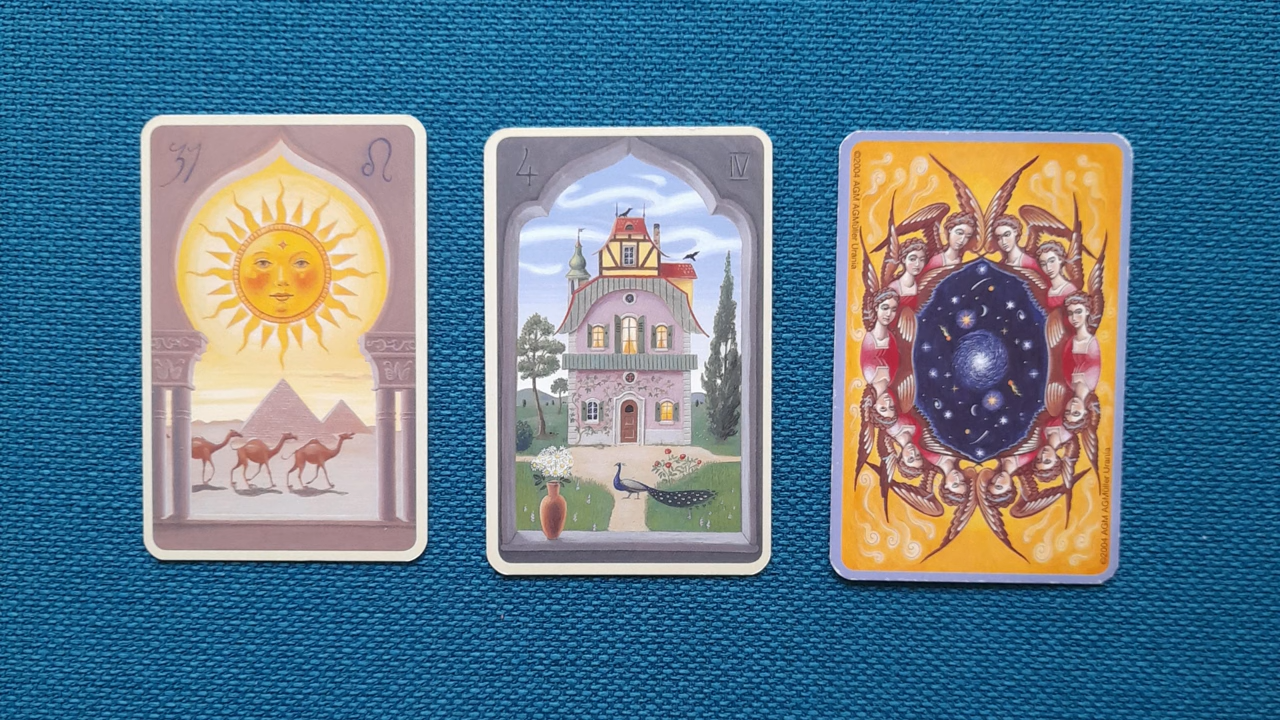 31
♌
4
IV
©2004 AGM AGMüller Urania
©2004 AGM AGMüller Urania